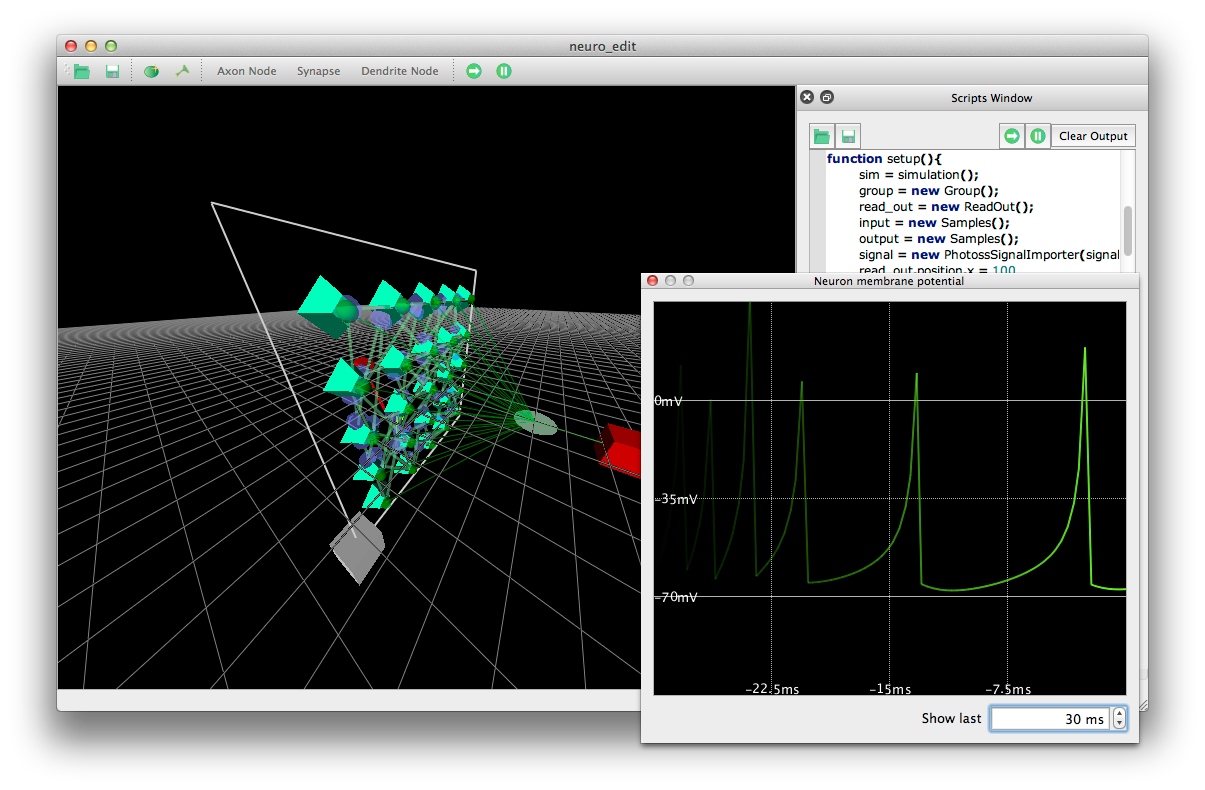 neuro_edit
Axon Node Synapse Dendrite Node
Scripts Window
Clear Output
function setup(){
sim = simulation();
group = new Group();
read_out = new ReadOut();
input = new Samples();
output = new Samples();
signal = new PhotossSignalImporter(signal
read_out.position.x = 100
Neuron membrane potential
0mV
-35mV
-70mV
-22.5ms -15ms -7.5ms
Show last 30 ms